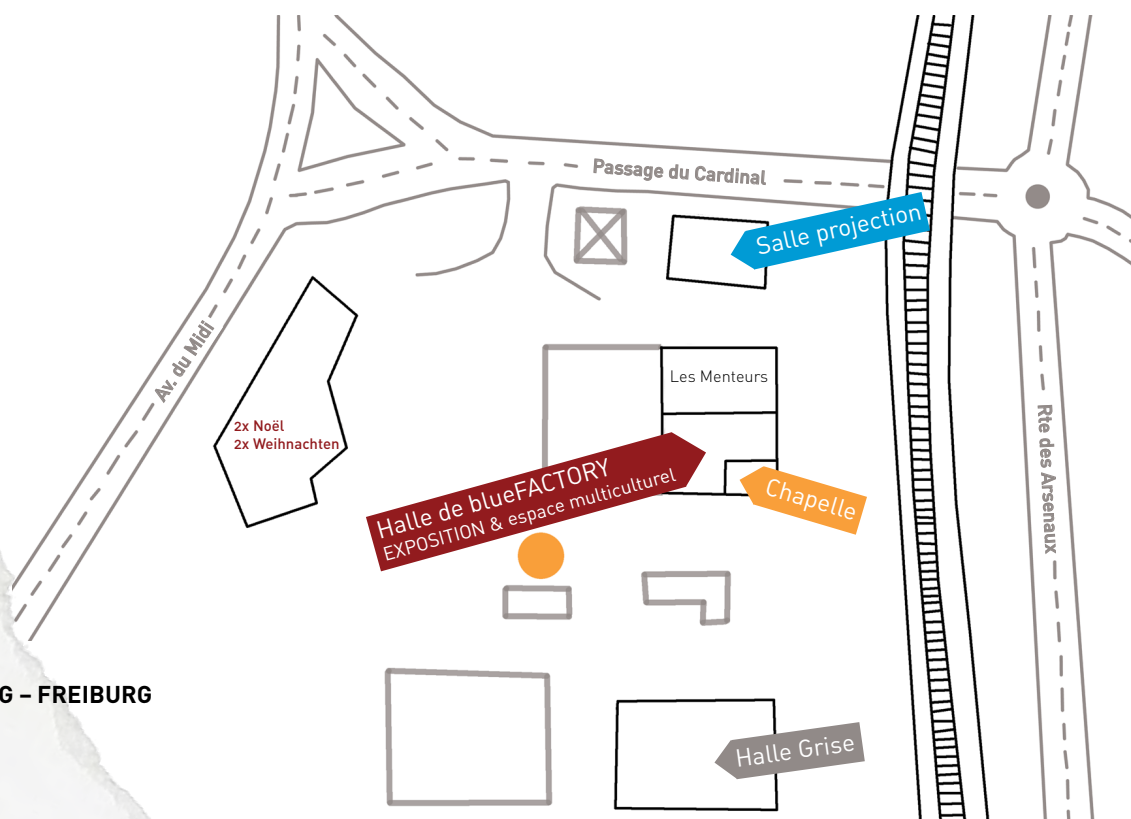 Passage du Cardinal
Salle projection
Av. du Midi
Les Menteurs
2x Noël
2x Weihnachten
Halle de blueFACTORY
EXPOSITION & espace multiculturel
Chapelle
Rte des Arsenaux
G – FREIBURG
Halle Grise